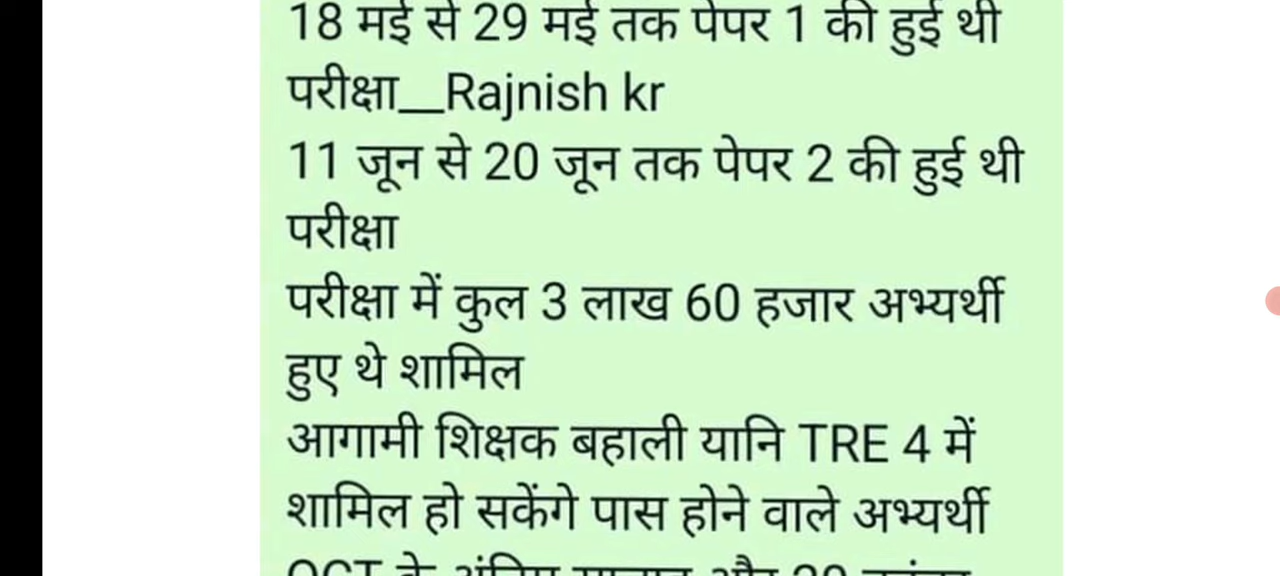 18 मई से 29 मई तक पेपर 1 की हुई थी
परीक्षा__Rajnish kr
11 जून से 20 जून तक पेपर 2 की हुई थी
परीक्षा
परीक्षा में कुल 3 लाख 60 हजार अभ्यर्थी
हुए थे शामिल
आगामी शिक्षक बहाली यानि TRE 4 में
शामिल हो सकेंगे पास होने वाले अभ्यर्थी